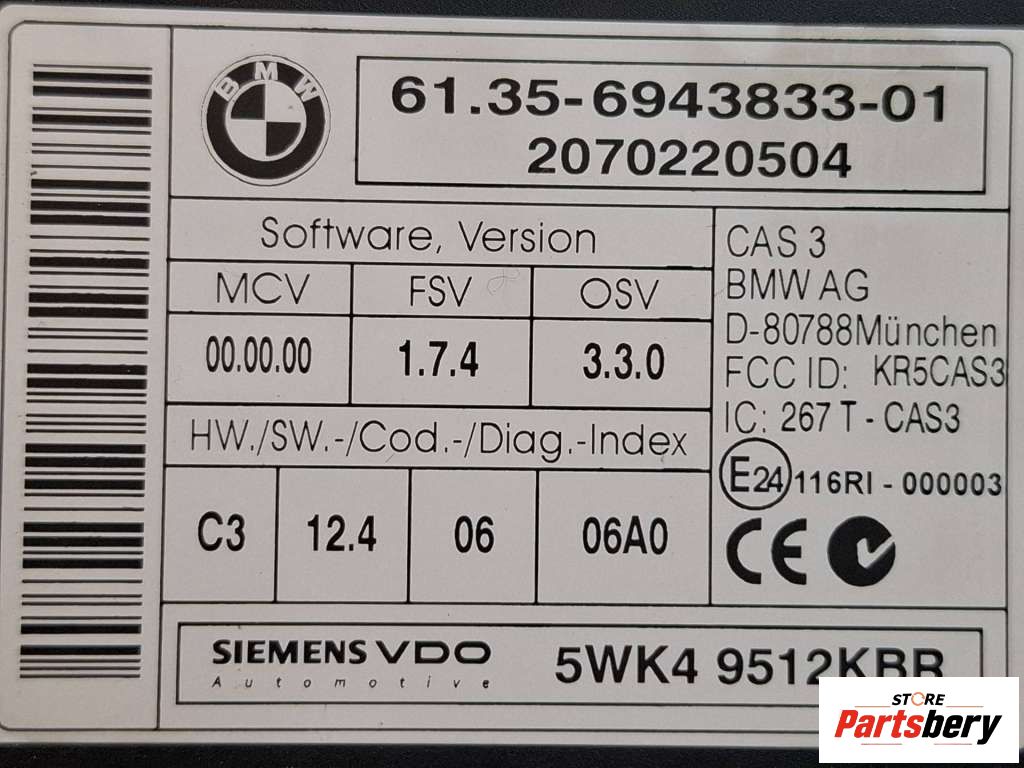 BMW
61.35-6943833-01
2070220504
Software, Version
MCV FSV OSV
00.00.00 1.7.4 3.3.0
HW./SW.-/Cod.-/Diag.-Index
C3 12.4 06 06A0
CAS 3
BMW AG
D-80788München
FCC ID: KR5CAS3
IC: 267 T - CAS3
E24 116RI - 000003
CE
SIEMENS VDO
Automotive
5WK4
STORE
Partsbery